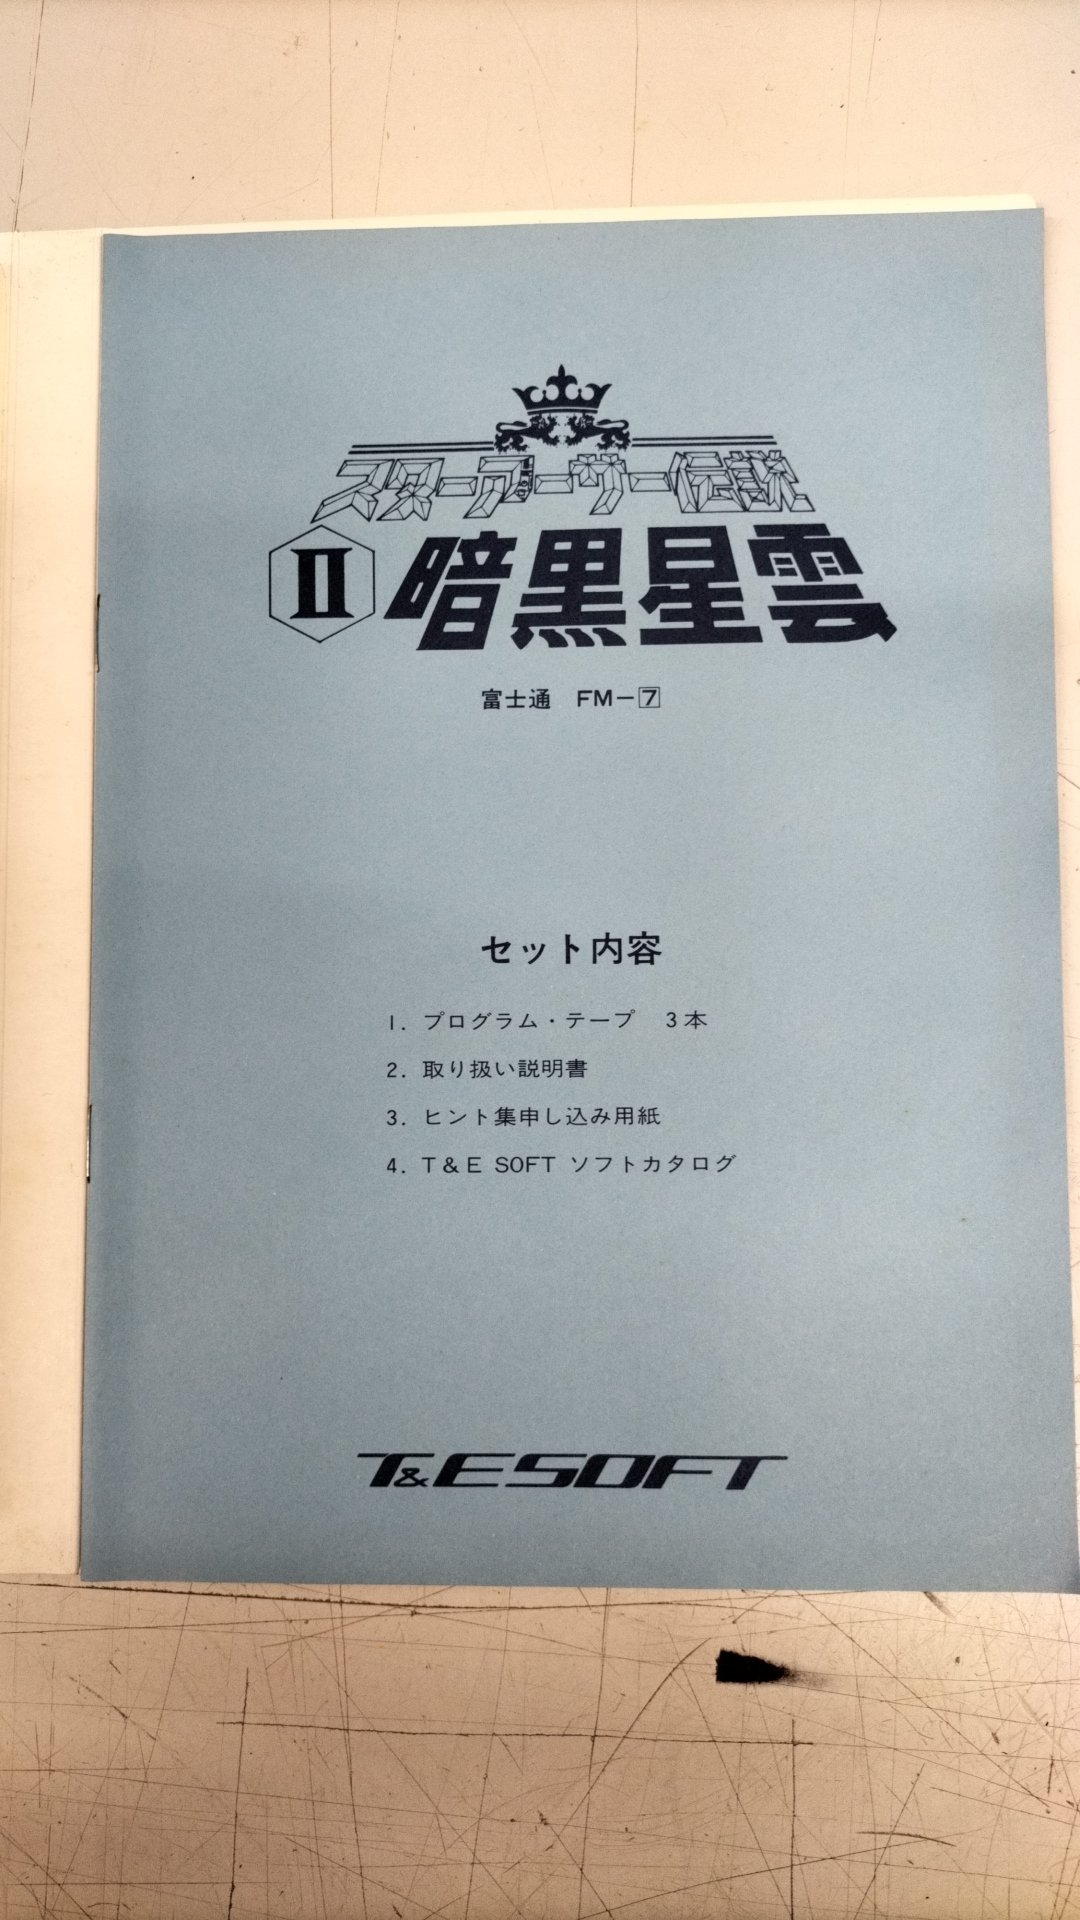 スターアーサー伝説
II 暗黒星雲
富士通 FM-7
セット内容
1. プログラム・テープ 3本
2. 取り扱い説明書
3. ヒント集申し込み用紙
4. T&E SOFT ソフトカタログ
T&E SOFT